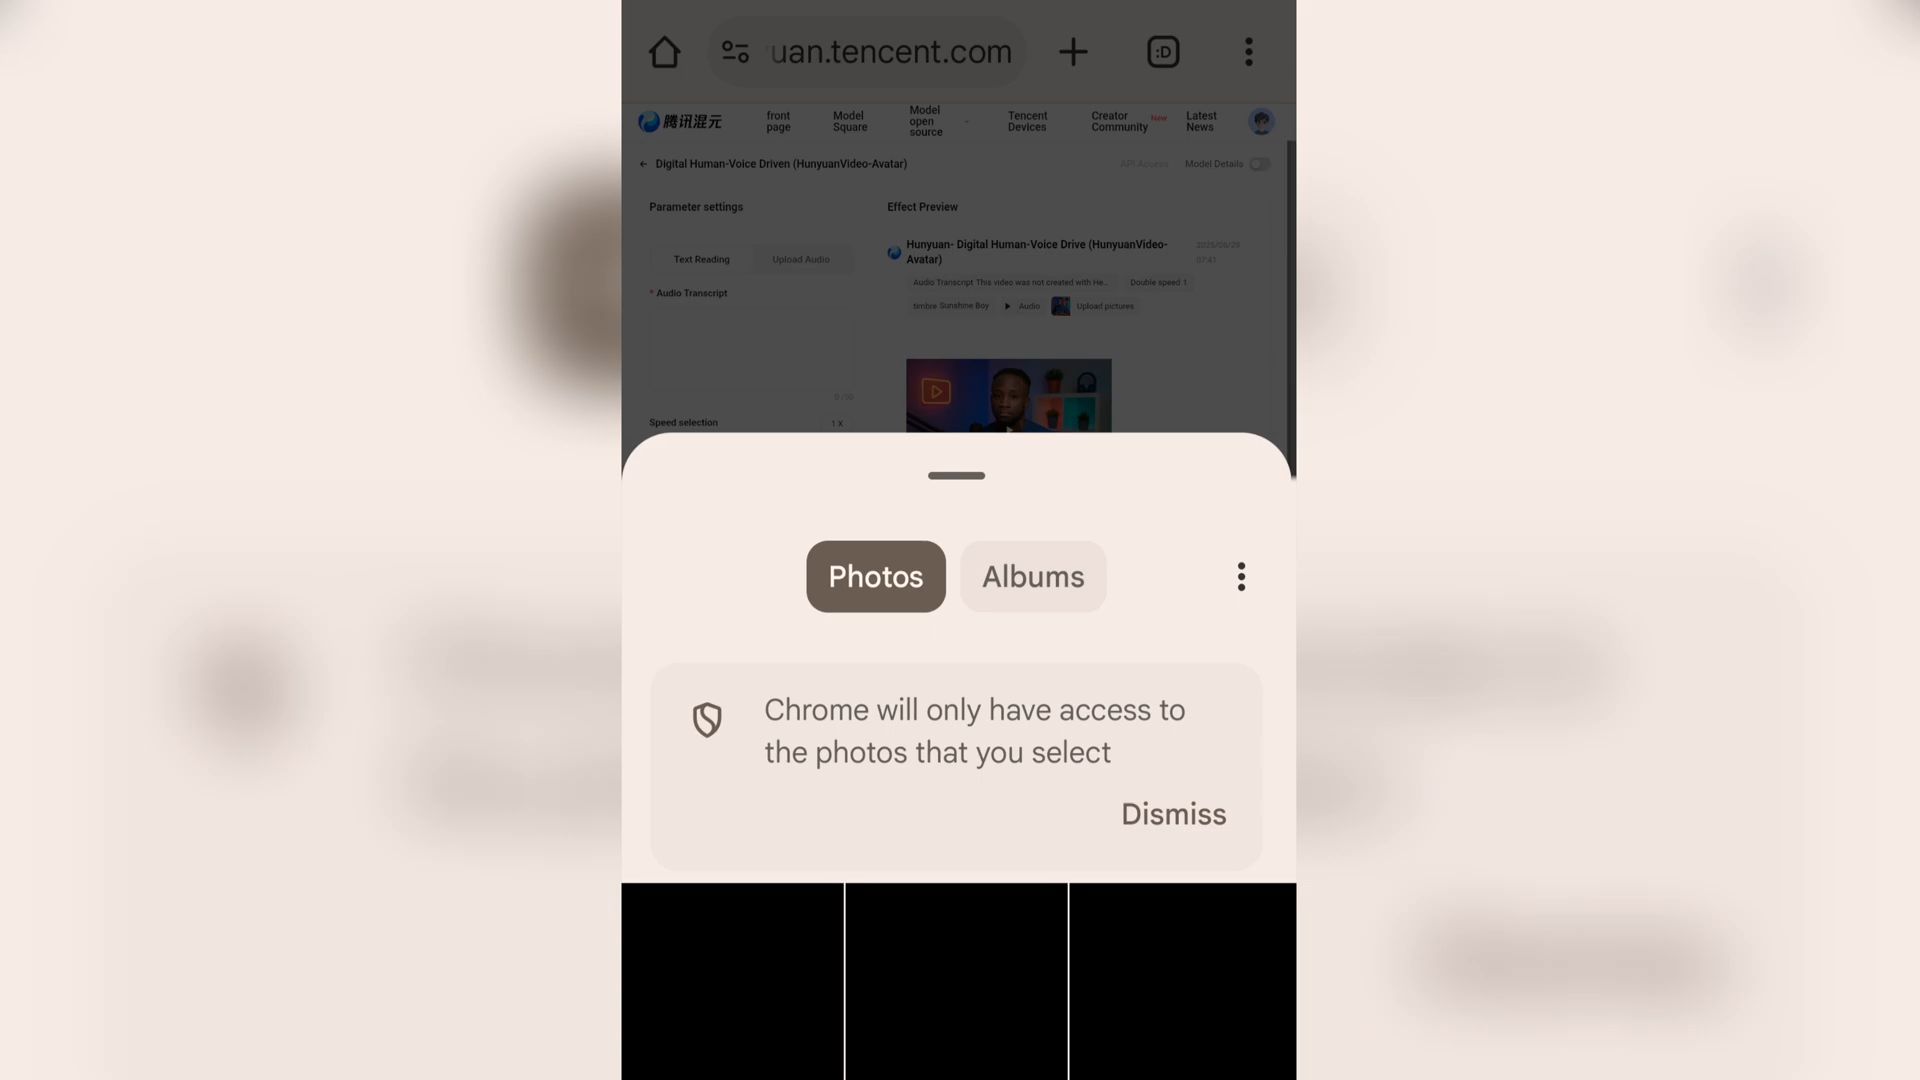 uan.tencent.com
:D
腾讯混元
front page
Model Square
Model open source
Tencent Devices
Creator Community New
Latest News
Digital Human-Voice Driven (HunyuanVideo-Avatar)
API Access
Model Details
Parameter settings
Effect Preview
Hunyuan- Digital Human-Voice Drive (HunyuanVideo-
Avatar)
2025/05/29
07:41
Text Reading
Upload Audio
Audio Transcript This video was not created with He...
Double speed 1
* Audio Transcript
timbre Sunshine Boy
Audio
Upload pictures
0 /50
Speed selection
1 X
Photos
Albums
Chrome will only have access to
the photos that you select
Dismiss